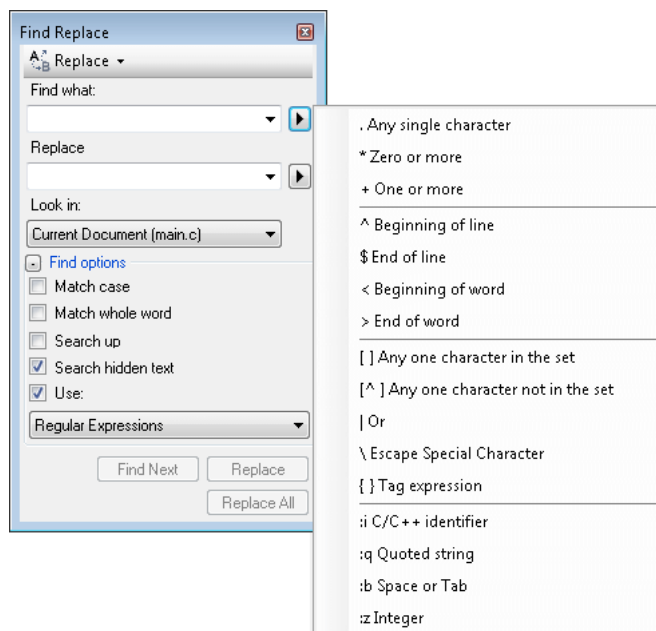 Find Replace
Replace
Find what:
Replace
Look in:
Current Document (main.c)
Find options
Match case
Match whole word
Search up
Search hidden text
Use:
Regular Expressions
Find Next
Replace
Replace All
. Any single character
* Zero or more
+ One or more
^ Beginning of line
$ End of line
< Beginning of word
> End of word
[ ] Any one character in the set
[^ ] Any one character not in the set
| Or
\ Escape Special Character
{ } Tag expression
:i C/C++ identifier
:q Quoted string
:b Space or Tab
:z Integer